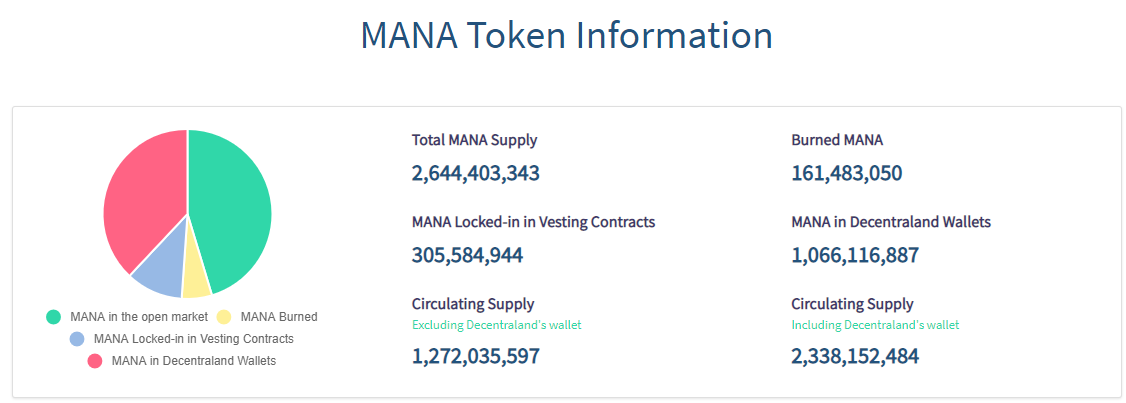 MANA Token Information
Total MANA Supply
2,644,403,343
Burned MANA
161,483,050
MANA Locked-in in Vesting Contracts
305,584,944
MANA in Decentraland Wallets
1,066,116,887
Circulating Supply
Excluding Decentraland's wallet
1,272,035,597
Circulating Supply
Including Decentraland's wallet
2,338,152,484
MANA in the open market
MANA Burned
MANA Locked-in in Vesting Contracts
MANA in Decentraland Wallets